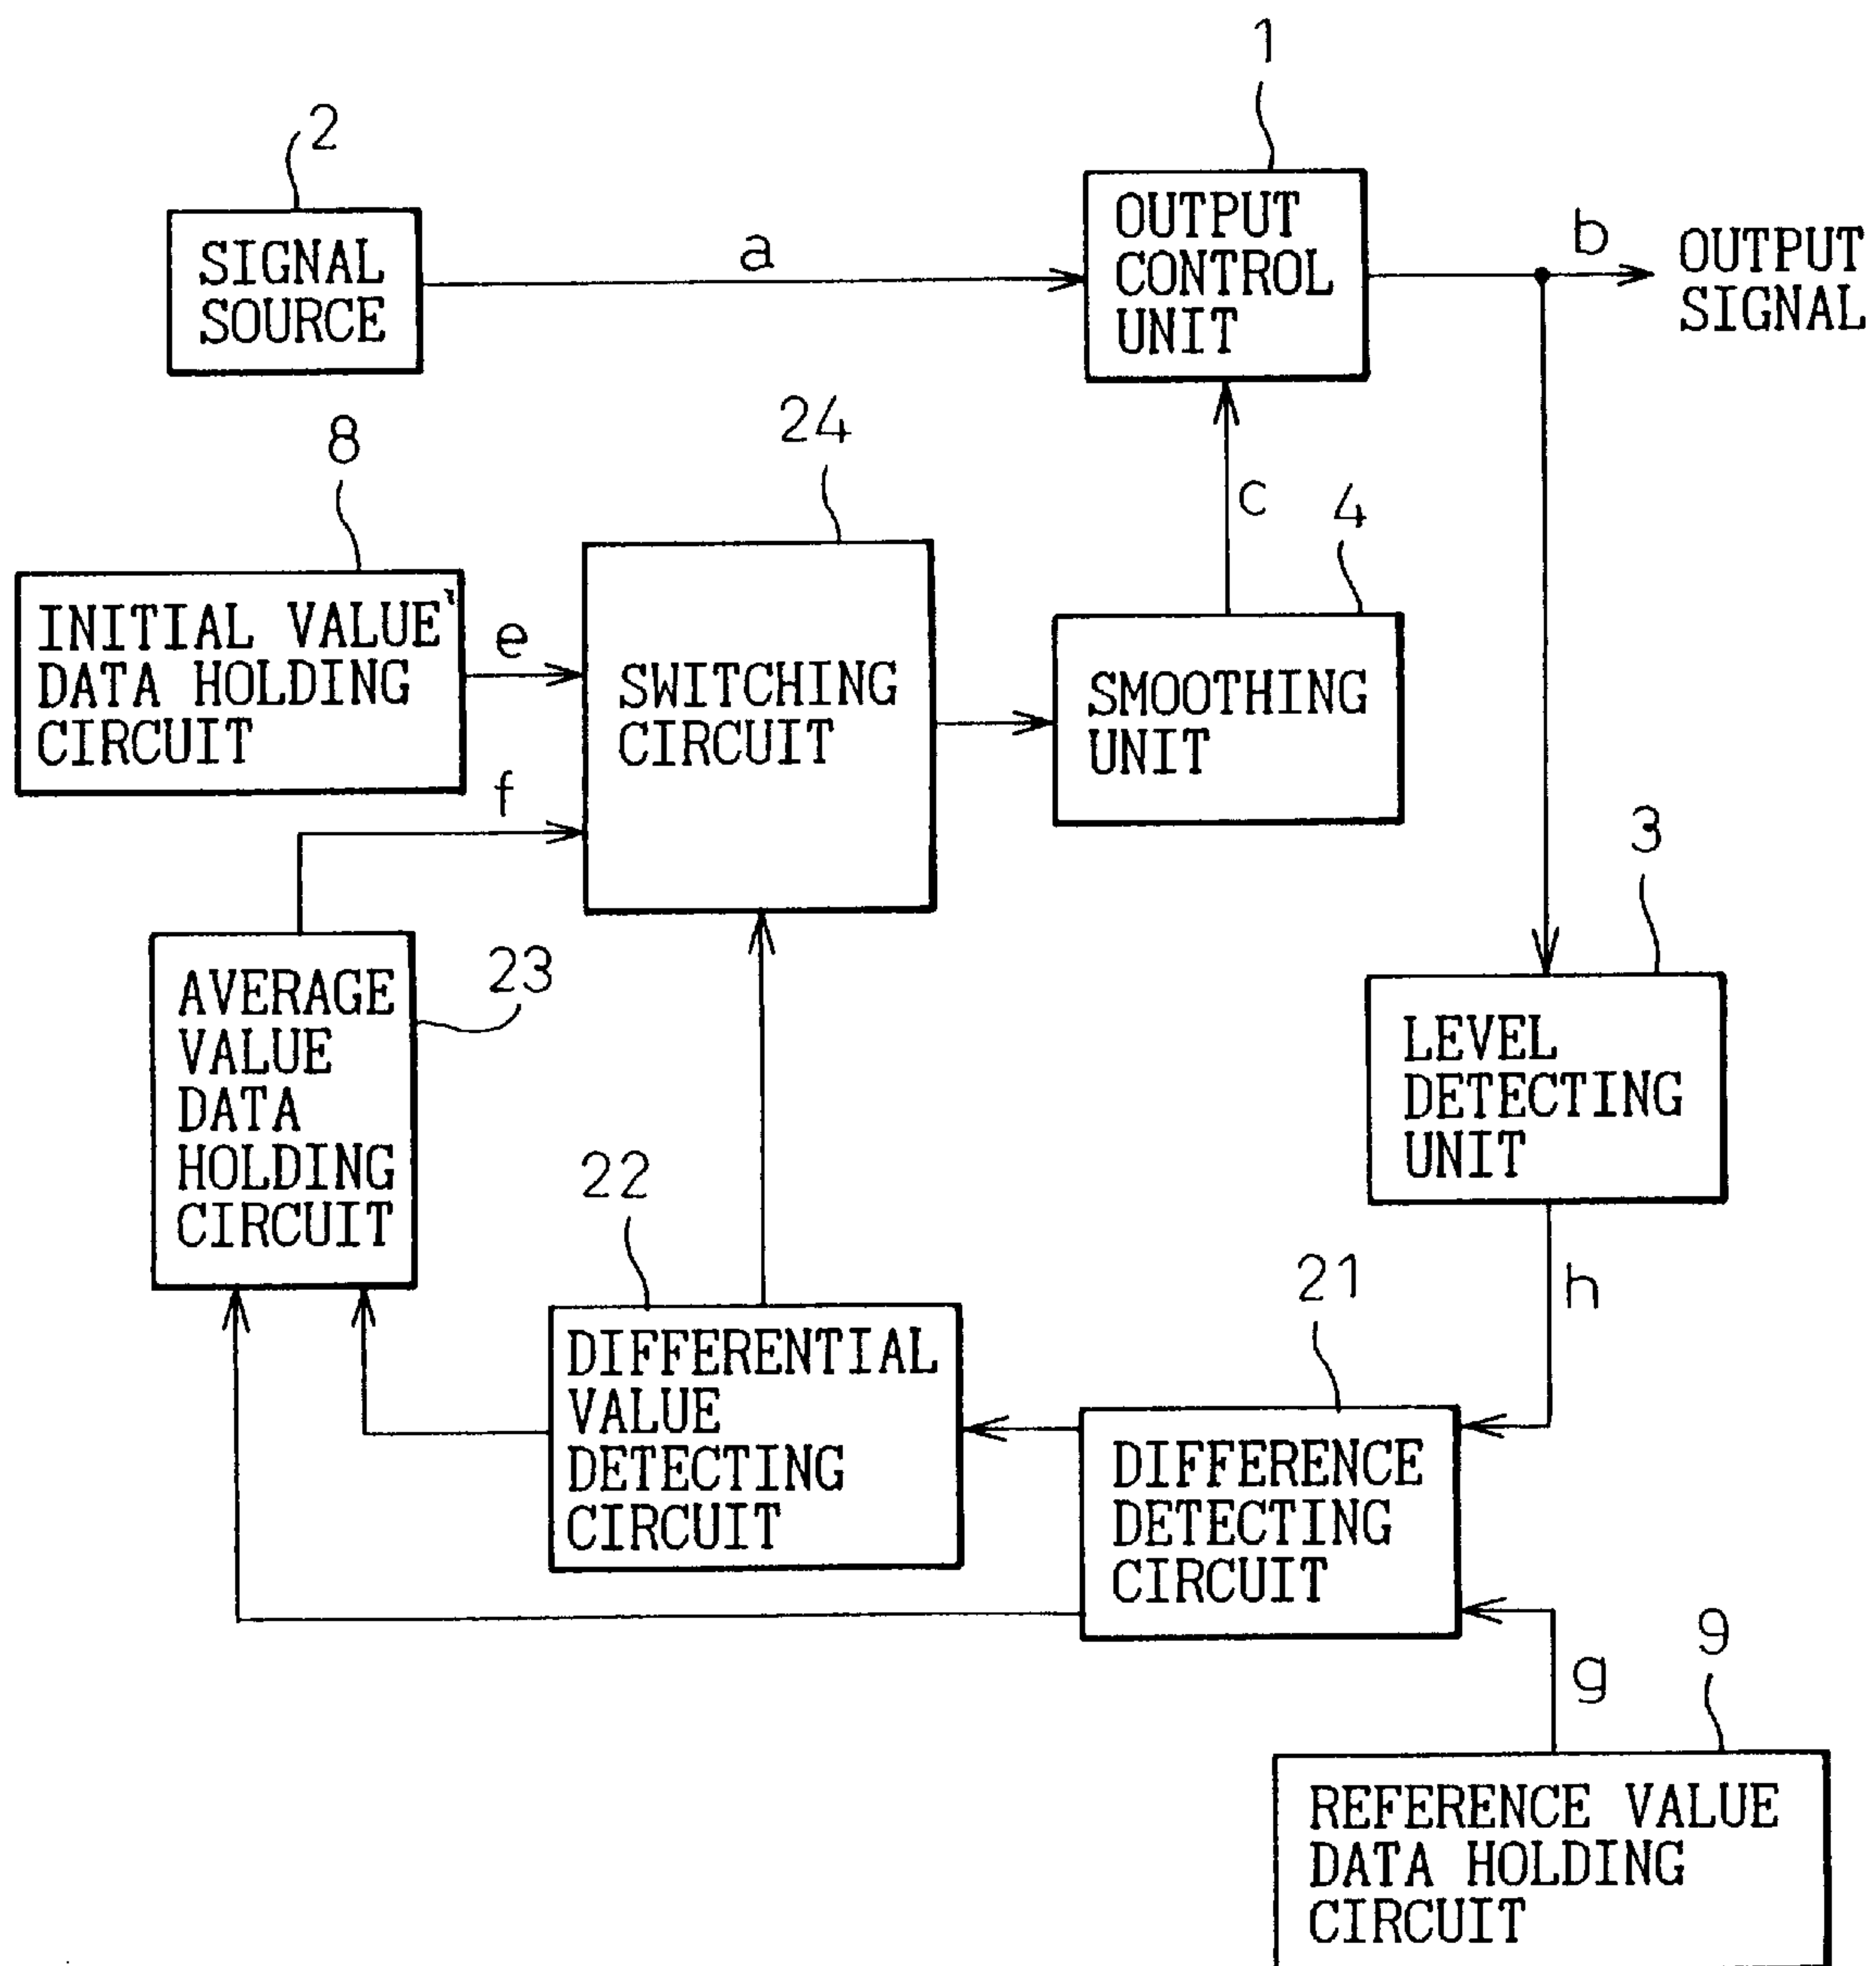 1
2
OUTPUT
CONTROL
UNIT
SIGNAL
SOURCE
a
b
OUTPUT
SIGNAL
8
24
c
4
INITIAL VALUE
DATA HOLDING
CIRCUIT
e
SWITCHING
CIRCUIT
SMOOTHING
UNIT
f
3
AVERAGE
VALUE
DATA
HOLDING
CIRCUIT
23
LEVEL
DETECTING
UNIT
22
21
h
DIFFERENTIAL
VALUE
DETECTING
CIRCUIT
DIFFERENCE
DETECTING
CIRCUIT
9
g
REFERENCE VALUE
DATA HOLDING
CIRCUIT